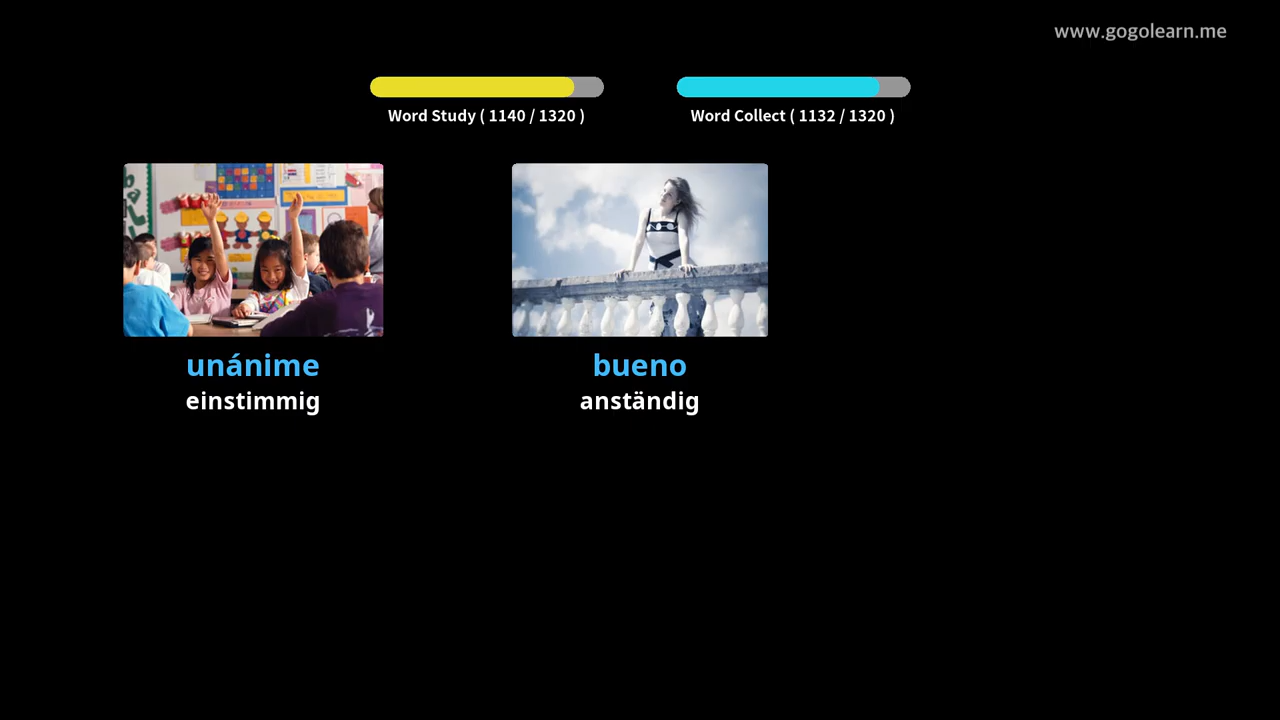 www.gogolearn.me
Word Study ( 1140 / 1320 )
Word Collect ( 1132 / 1320 )
unánime
einstimmig
bueno
anständig